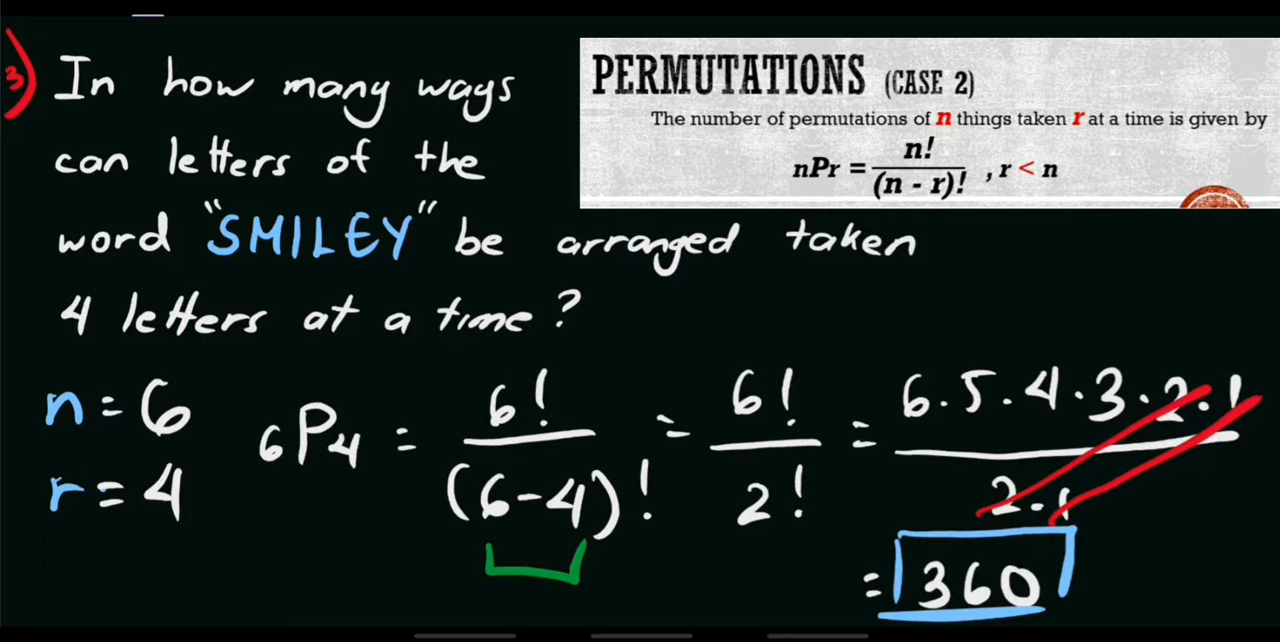 3) In how many ways
can letters of the
word "SMILEY" be arranged taken
4 letters at a time?
PERMUTATIONS (CASE 2)
The number of permutations of n things taken r at a time is given by
nPr = n! / (n - r)! , r < n
n = 6
r = 4
6P4 = 6! / (6-4)! = 6! / 2! = 6·5·4·3·2·1 / 2·1
= 360